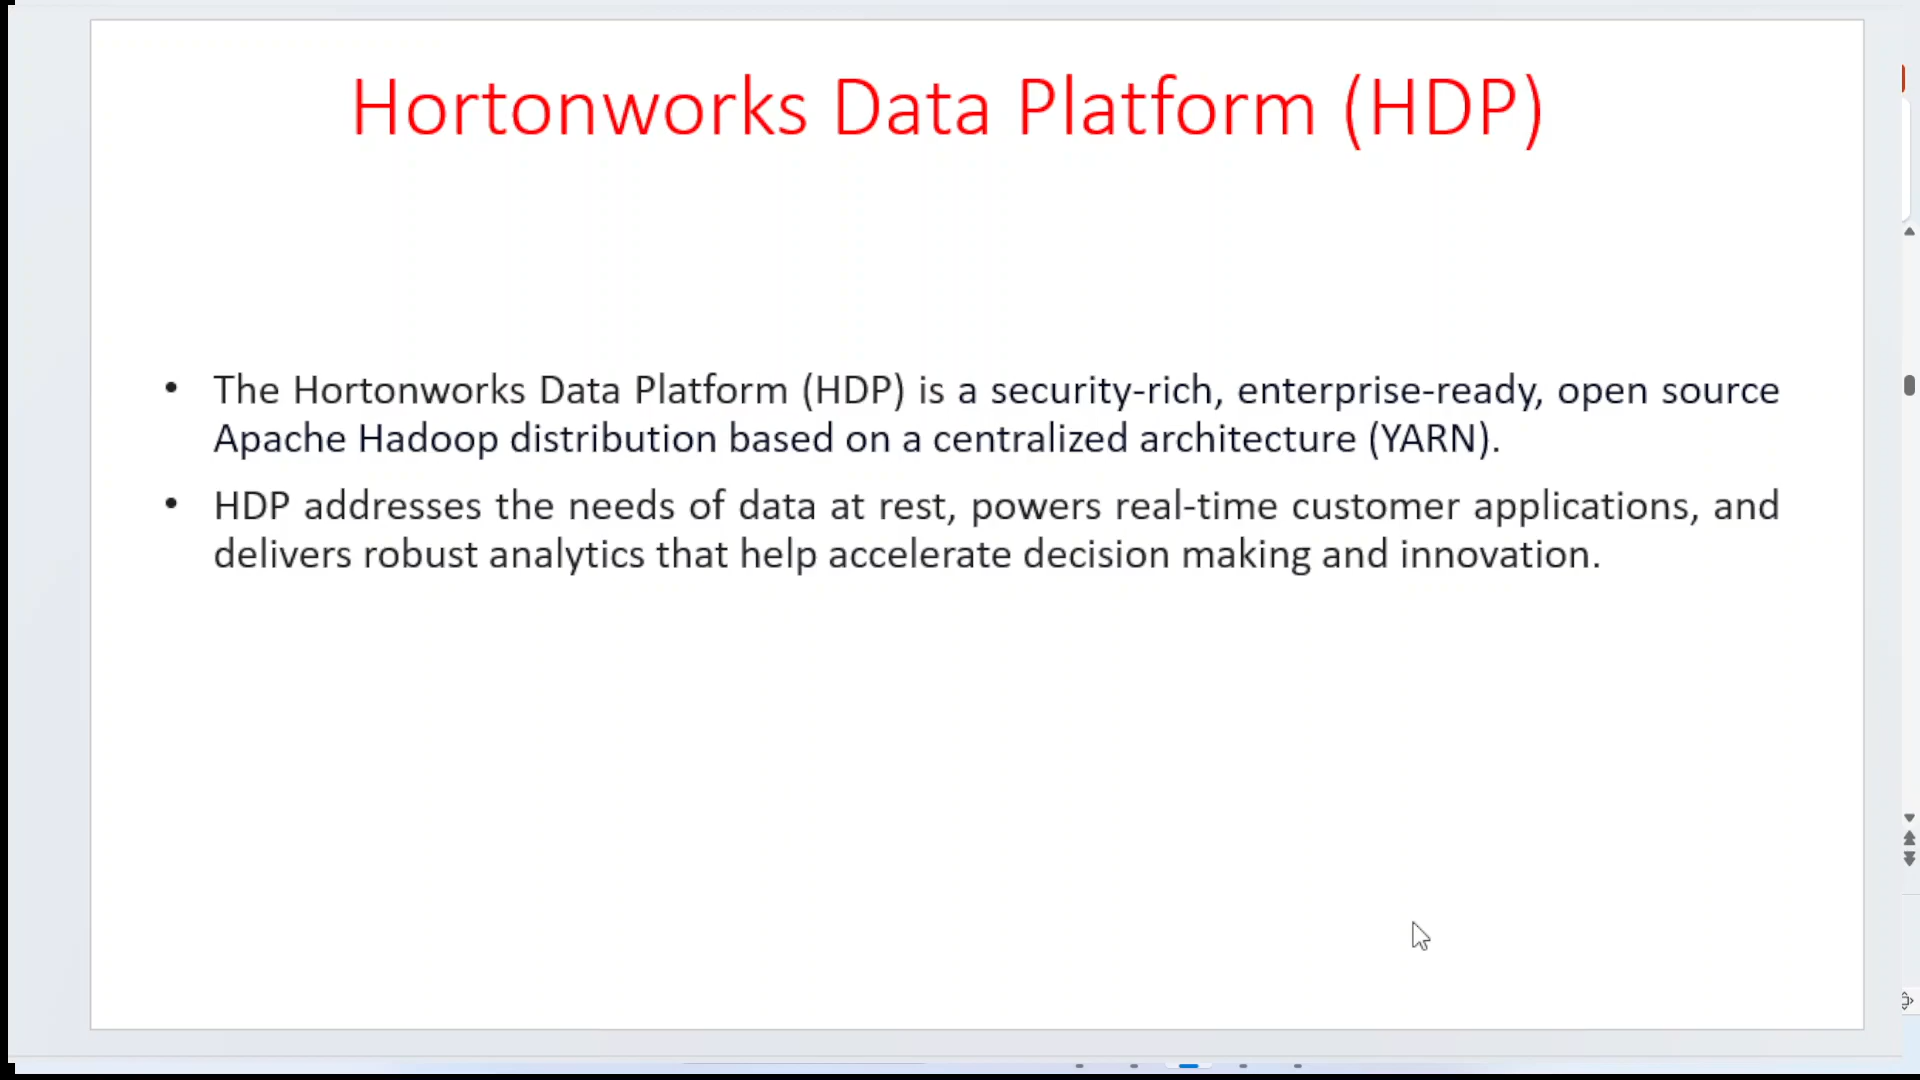 Hortonworks Data Platform (HDP)
• The Hortonworks Data Platform (HDP) is a security-rich, enterprise-ready, open source
Apache Hadoop distribution based on a centralized architecture (YARN).
• HDP addresses the needs of data at rest, powers real-time customer applications, and
delivers robust analytics that help accelerate decision making and innovation.